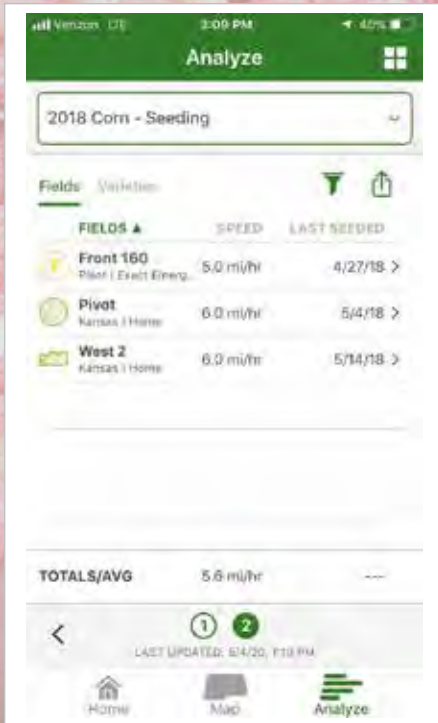 Verizon LTE 3:09 PM 40%
Analyze
2018 Corn - Seeding
Fields Varieties
FIELDS ▲ SPEED LAST SEEDED
Front 160 5.0 mi/hr 4/27/18 >
Pivot 6.0 mi/hr 5/4/18 >
Kansas | Home
West 2 6.0 mi/hr 5/14/18 >
Kansas | Home
TOTALS/AVG 5.6 mi/hr ---
1 2
LAST UPDATED: 5/4/20, 1:10 PM
Home Map Analyze